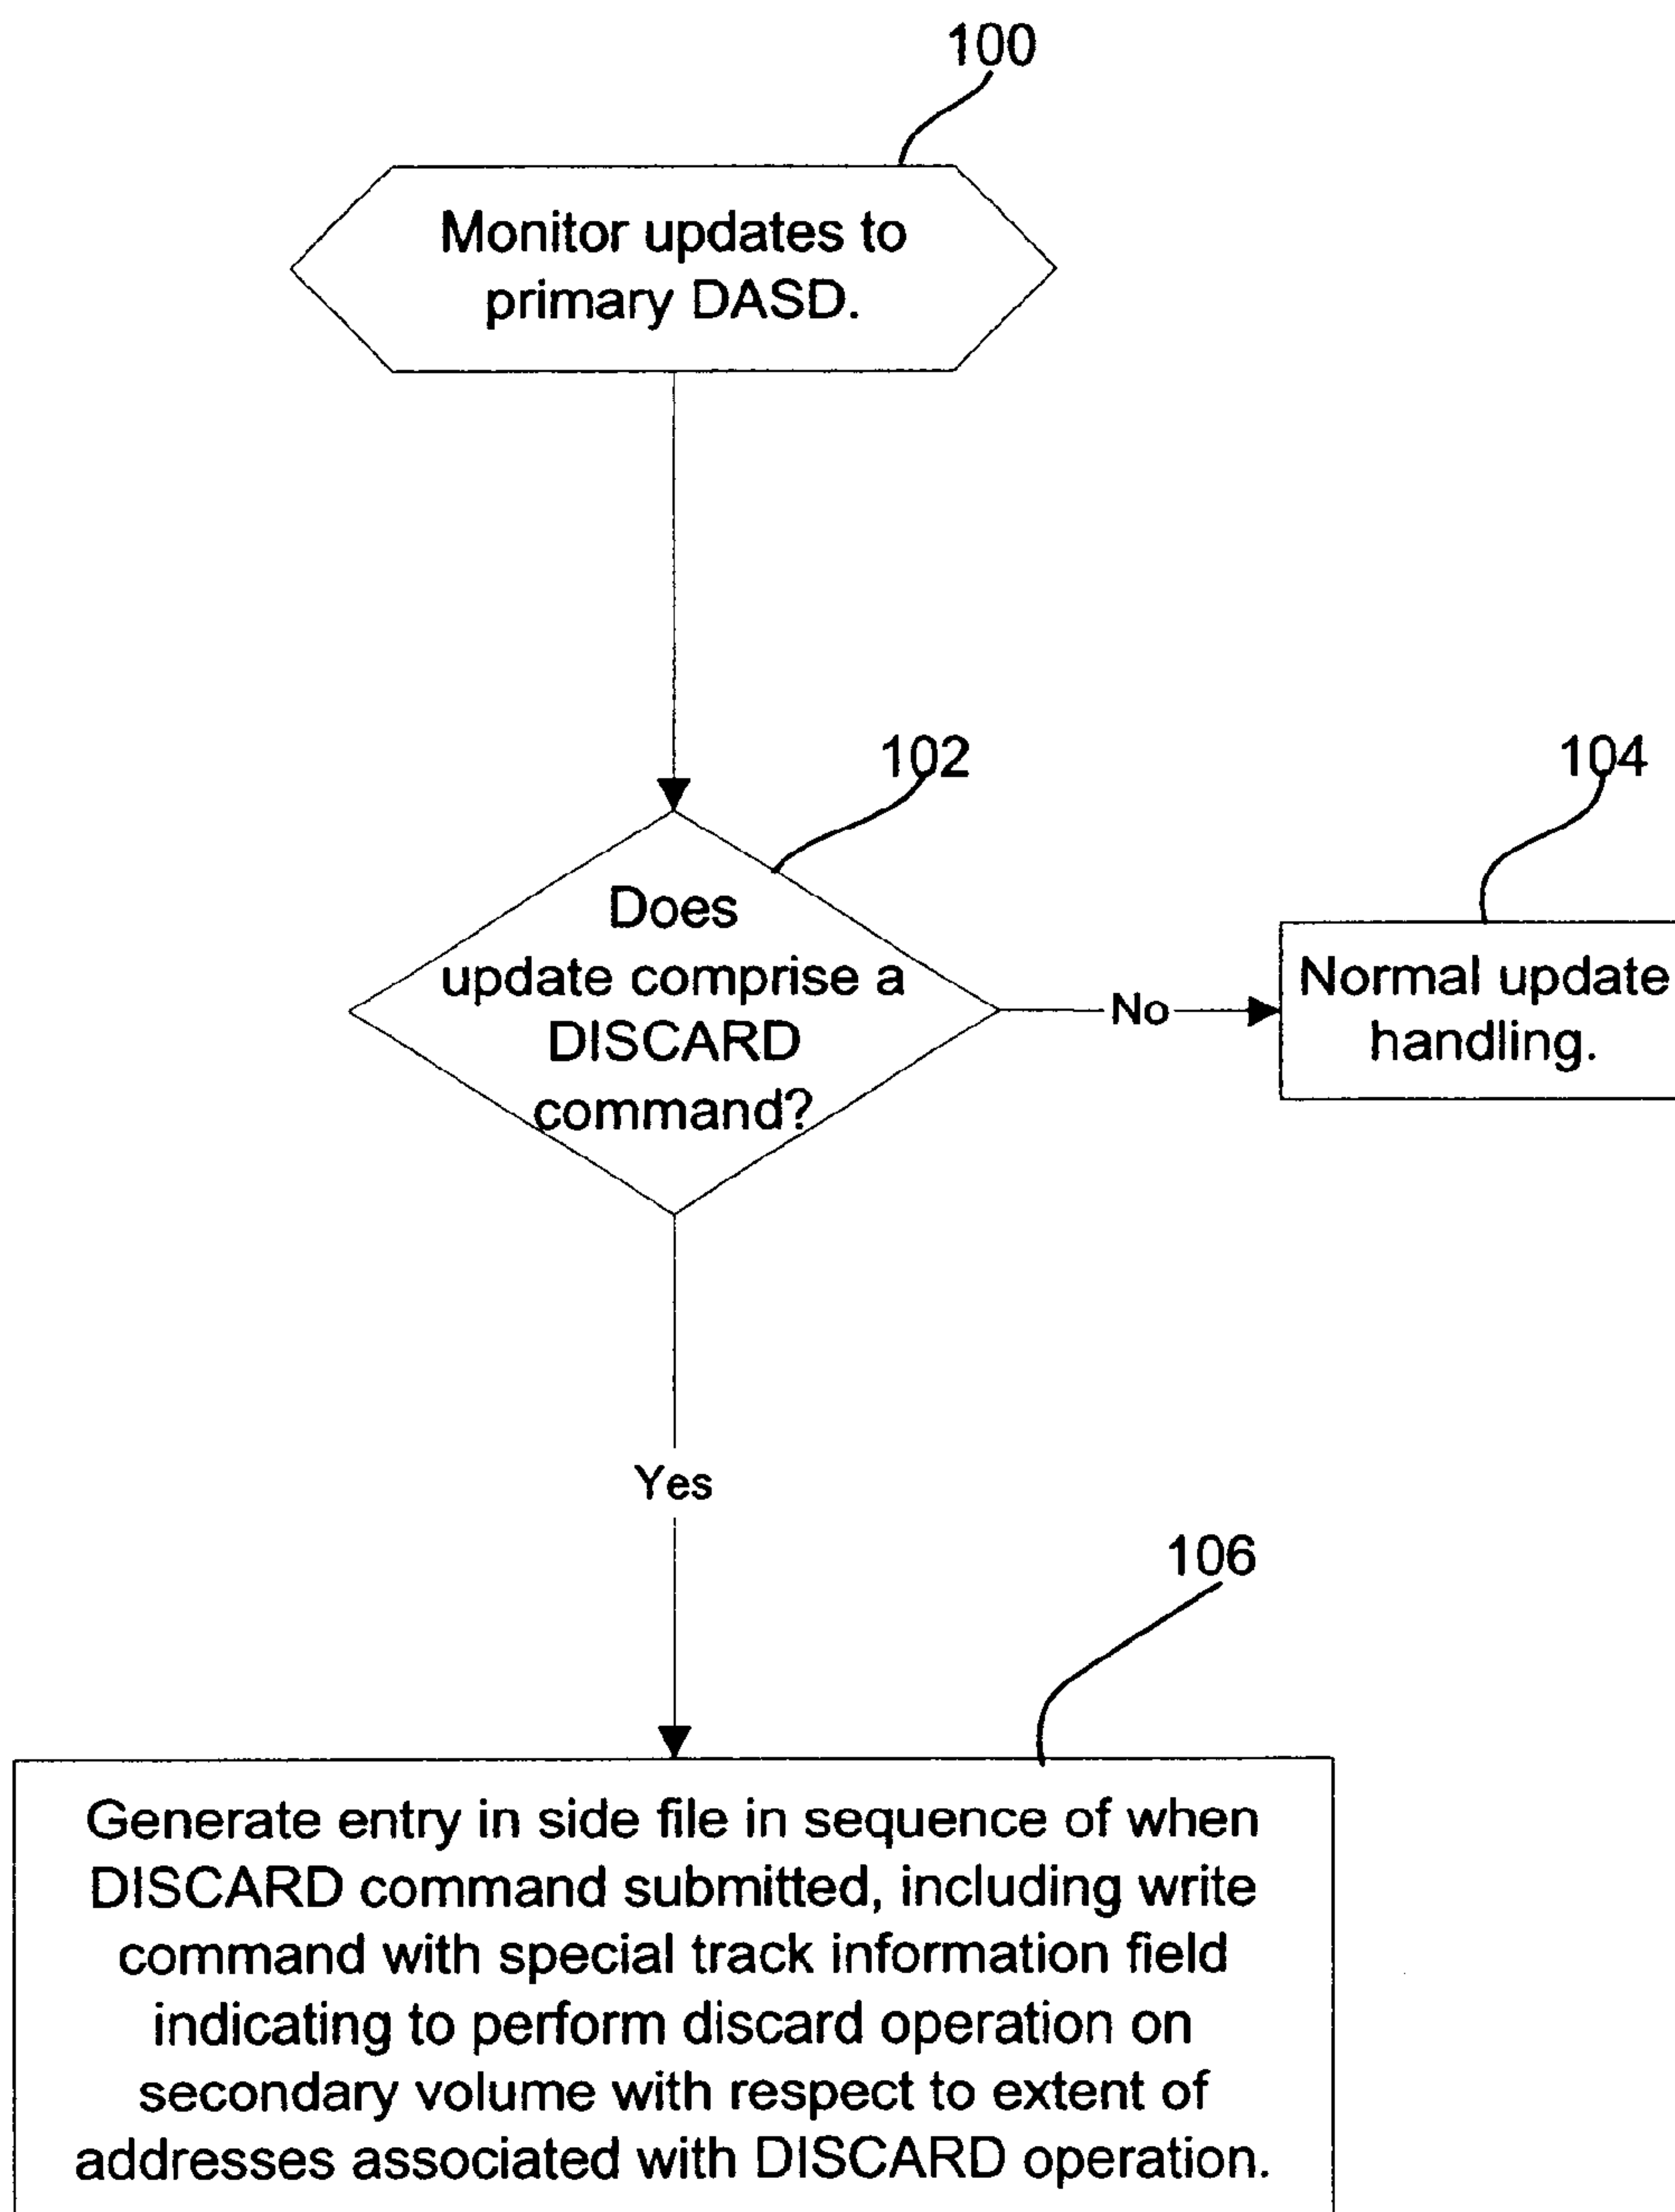 100
Monitor updates to
primary DASD.
102
104
Does
update comprise a
DISCARD
command?
No
Normal update
handling.
Yes
106
Generate entry in side file in sequence of when
DISCARD command submitted, including write
command with special track information field
indicating to perform discard operation on
secondary volume with respect to extent of
addresses associated with DISCARD operation.